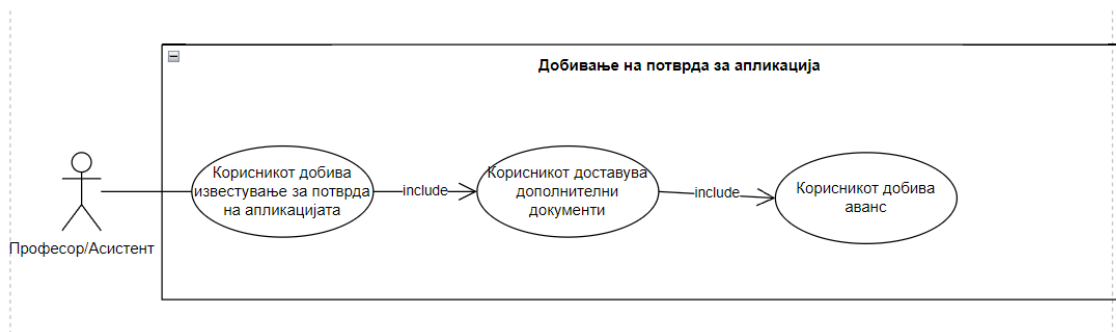 Добивање на потврда за апликација
Корисникот добива
известување за потврда
на апликацијата
include
Корисникот доставува
дополнителни
документи
include
Корисникот добива
аванс
Професор/Асистент